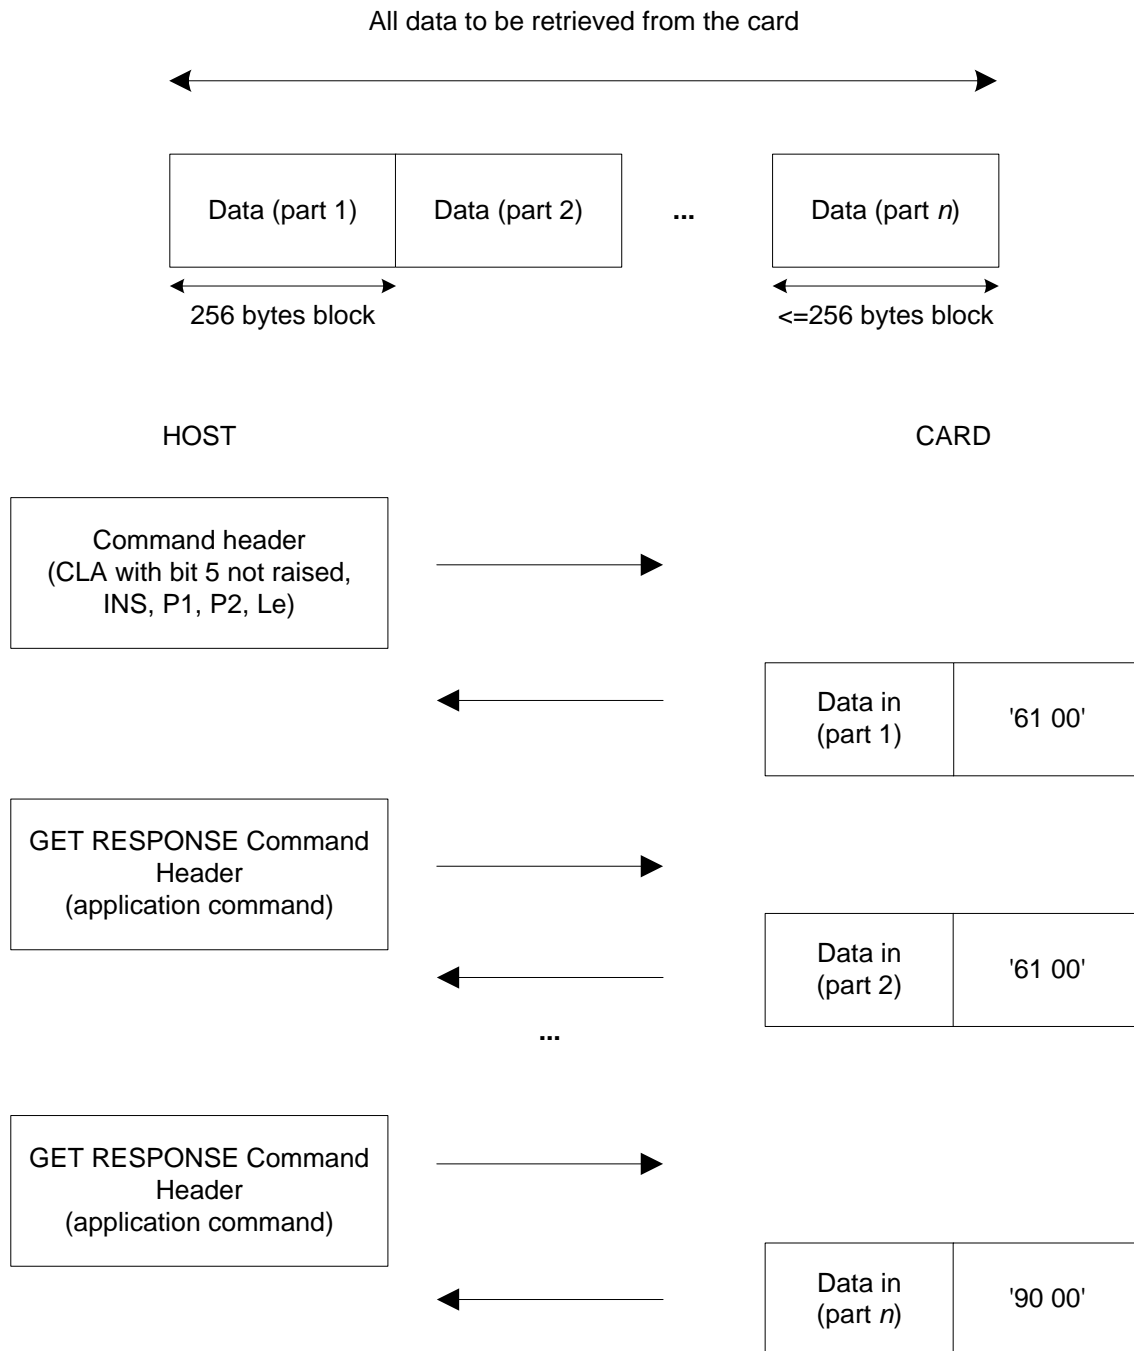 All data to be retrieved from the card
Data (part 1)
Data (part 2)
...
Data (part n)
256 bytes block
<=256 bytes block
HOST
CARD
Command header
(CLA with bit 5 not raised,
INS, P1, P2, Le)
Data in
(part 1)
'61 00'
GET RESPONSE Command
Header
(application command)
Data in
(part 2)
'61 00'
...
GET RESPONSE Command
Header
(application command)
Data in
(part n)
'90 00'